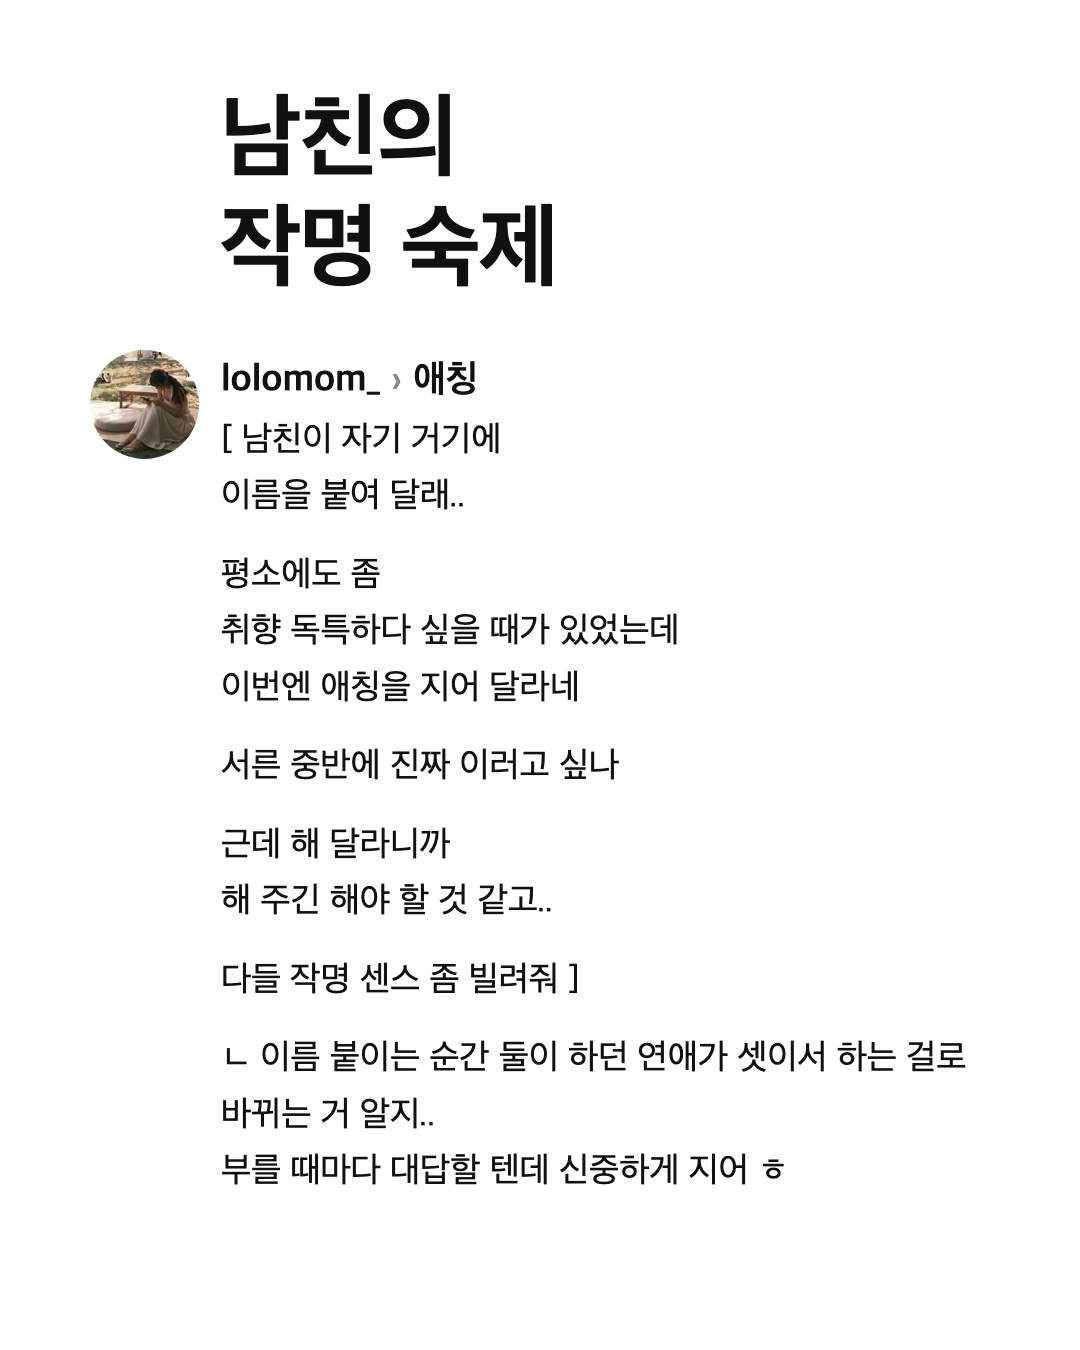 남친의
작명 숙제
lolomom_ › 애칭
[ 남친이 자기 거기에
이름을 붙여 달래..
평소에도 좀
취향 독특하다 싶을 때가 있었는데
이번엔 애칭을 지어 달라네
서른 중반에 진짜 이러고 싶나
근데 해 달라니까
해 주긴 해야 할 것 같고..
다들 작명 센스 좀 빌려줘 ]
ㄴ 이름 붙이는 순간 둘이 하던 연애가 셋이서 하는 걸로
바뀌는 거 알지..
부를 때마다 대답할 텐데 신중하게 지어 ㅎ